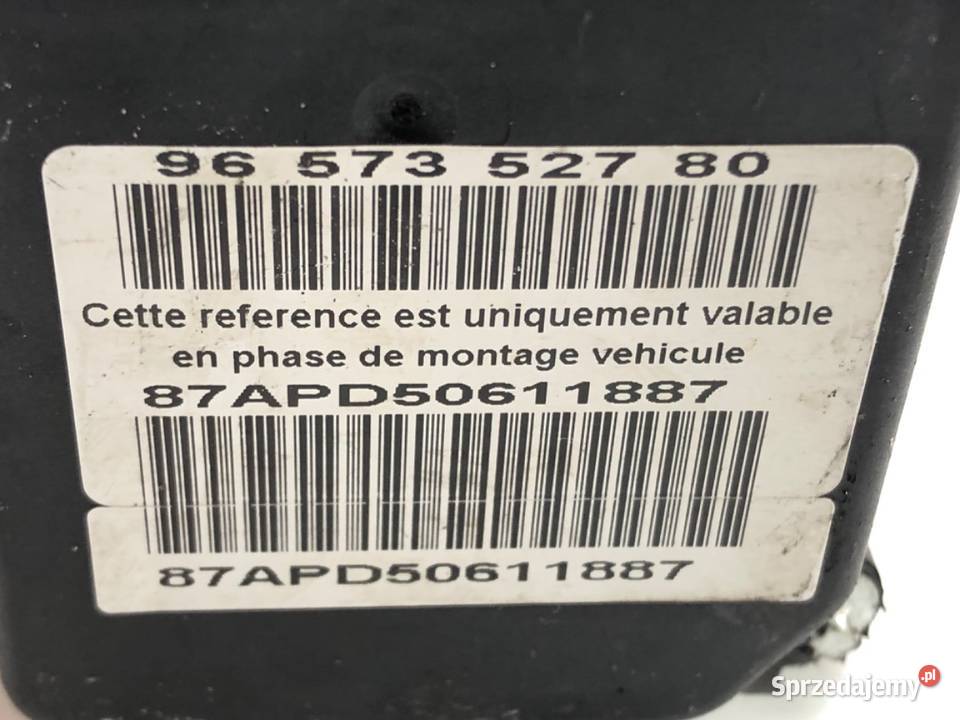 96 573 527 80
Cette reference est uniquement valable
en phase de montage vehicule
87APD50611887
87APD50611887
Sprzedajemy.pl